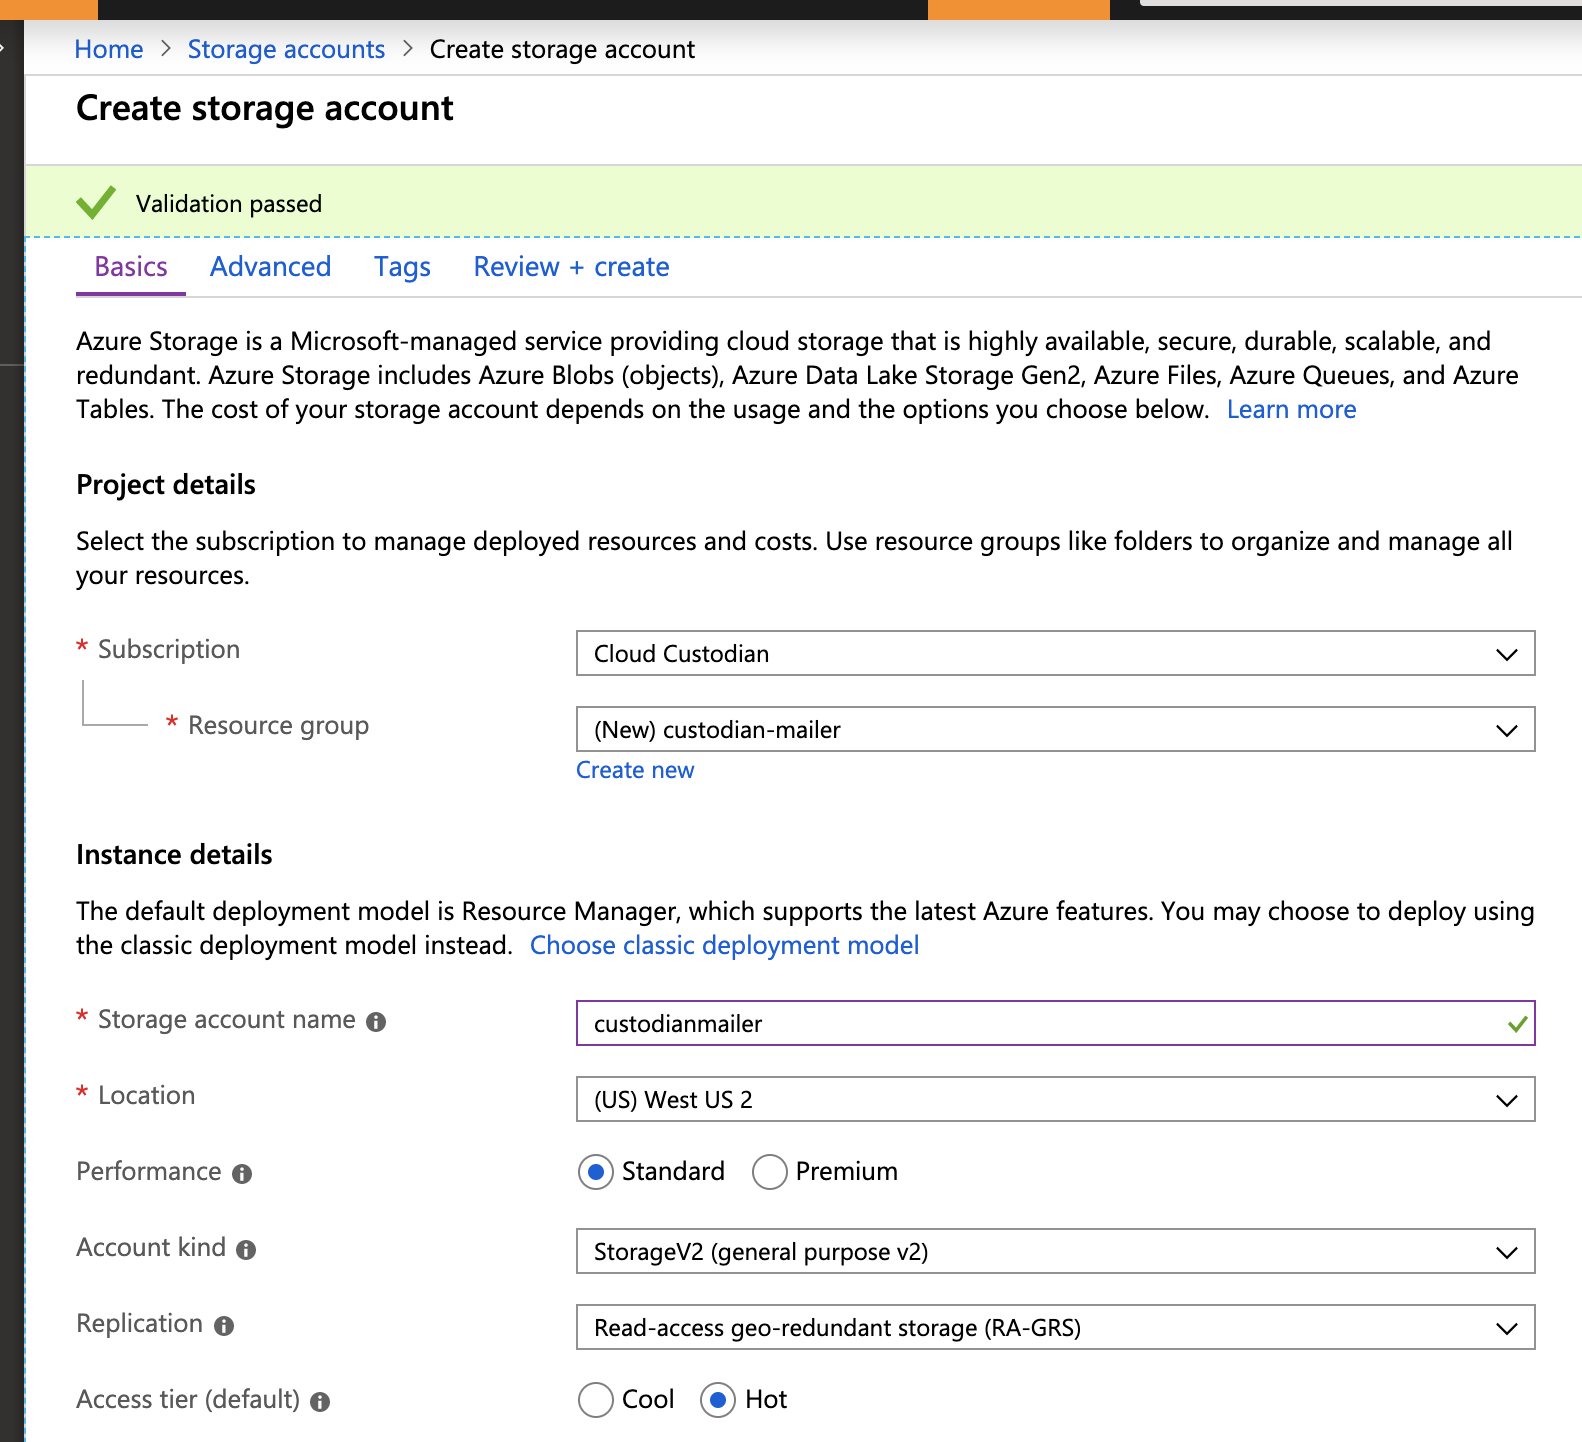 Home > Storage accounts > Create storage account
Create storage account
Validation passed
Basics Advanced Tags Review + create
Azure Storage is a Microsoft-managed service providing cloud storage that is highly available, secure, durable, scalable, and
redundant. Azure Storage includes Azure Blobs (objects), Azure Data Lake Storage Gen2, Azure Files, Azure Queues, and Azure
Tables. The cost of your storage account depends on the usage and the options you choose below. Learn more
Project details
Select the subscription to manage deployed resources and costs. Use resource groups like folders to organize and manage all
your resources.
* Subscription Cloud Custodian
* Resource group (New) custodian-mailer
Create new
Instance details
The default deployment model is Resource Manager, which supports the latest Azure features. You may choose to deploy using
the classic deployment model instead. Choose classic deployment model
* Storage account name custodianmailer
* Location (US) West US 2
Performance Standard Premium
Account kind StorageV2 (general purpose v2)
Replication Read-access geo-redundant storage (RA-GRS)
Access tier (default) Cool Hot